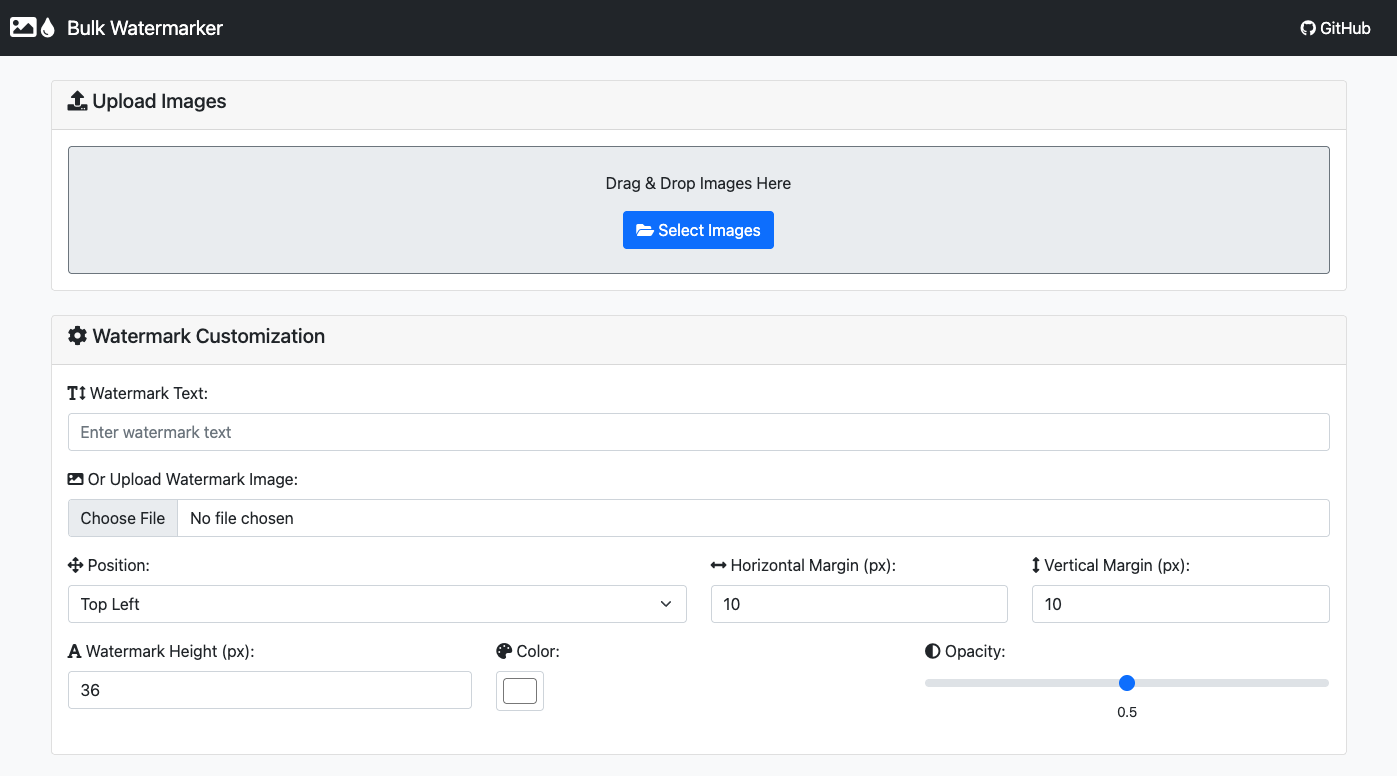 Bulk Watermarker
GitHub
Upload Images
Drag & Drop Images Here
Select Images
Watermark Customization
Watermark Text:
Enter watermark text
Or Upload Watermark Image:
Choose File No file chosen
Position: Horizontal Margin (px): Vertical Margin (px):
Top Left 10 10
Watermark Height (px): Color: Opacity:
36
0.5